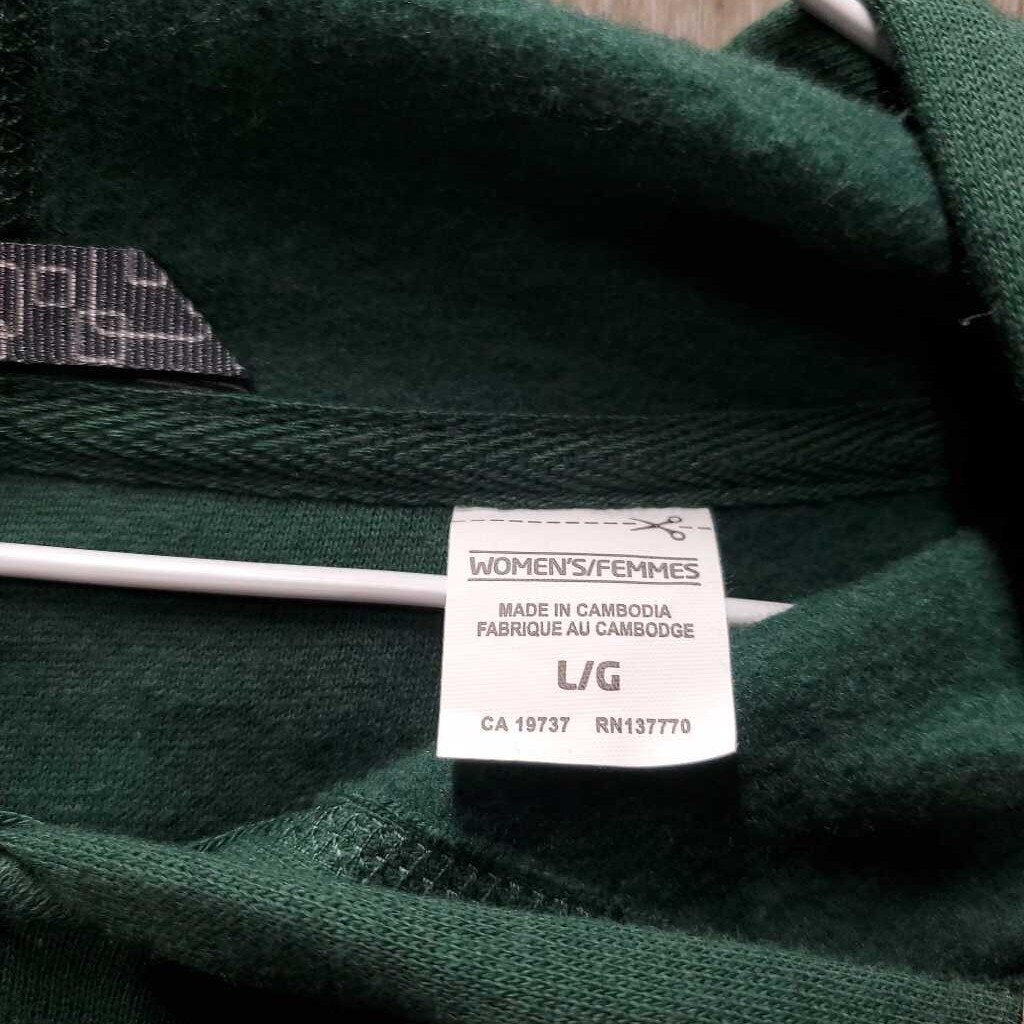 WOMEN'S/FEMMES
MADE IN CAMBODIA
FABRIQUE AU CAMBODGE
L/G
CA 19737 RN137770